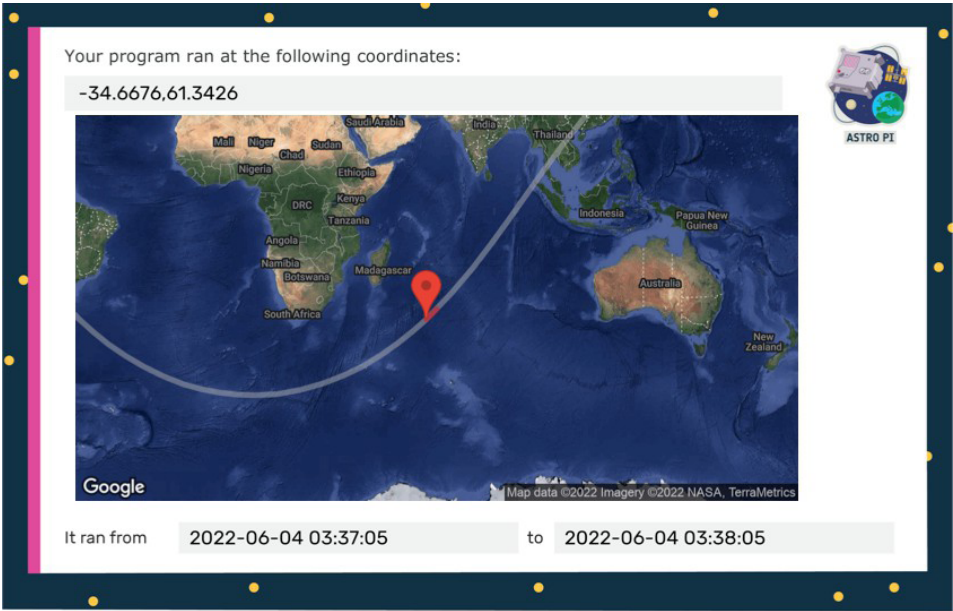 Your program ran at the following coordinates:
-34.6676,61.3426
ASTRO PI
Saudi Arabia
India
Thailand
Mali
Niger
Chad
Sudan
Nigeria
Ethiopia
DRC
Kenya
Tanzania
Indonesia
Papua New
Guinea
Angola
Namibia
Botswana
Madagascar
Australia
South Africa
New
Zealand
Google
Map data ©2022 Imagery ©2022 NASA, TerraMetrics
It ran from 2022-06-04 03:37:05 to 2022-06-04 03:38:05